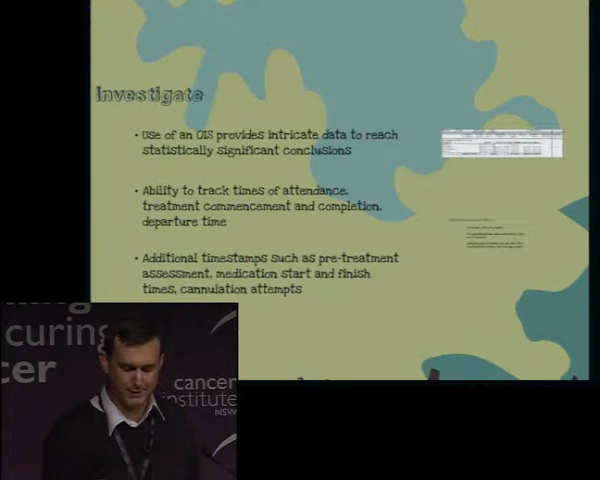 Investigate
• Use of an OIS provides intricate data to reach
statistically significant conclusions
• Ability to track times of attendance,
treatment commencement and completion,
departure time
• Additional timestamps such as pre-treatment
assessment, medication start and finish
times, cannulation attempts
curing
cer
cancer
institute
NSW